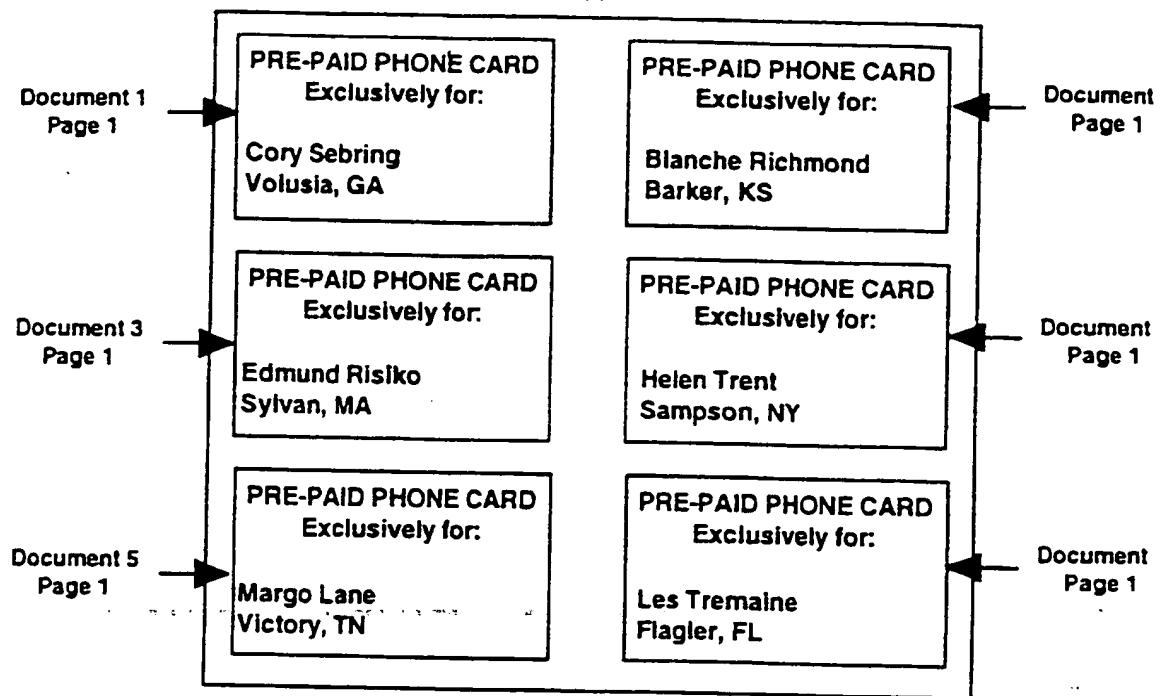 Document 1
Page 1
PRE-PAID PHONE CARD
Exclusively for:
Cory Sebring
Volusia, GA
PRE-PAID PHONE CARD
Exclusively for:
Blanche Richmond
Barker, KS
Document
Page 1
Document 3
Page 1
PRE-PAID PHONE CARD
Exclusively for:
Edmund Risiko
Sylvan, MA
PRE-PAID PHONE CARD
Exclusively for:
Helen Trent
Sampson, NY
Document
Page 1
Document 5
Page 1
PRE-PAID PHONE CARD
Exclusively for:
Margo Lane
Victory, TN
PRE-PAID PHONE CARD
Exclusively for:
Les Tremaine
Flagler, FL
Document
Page 1